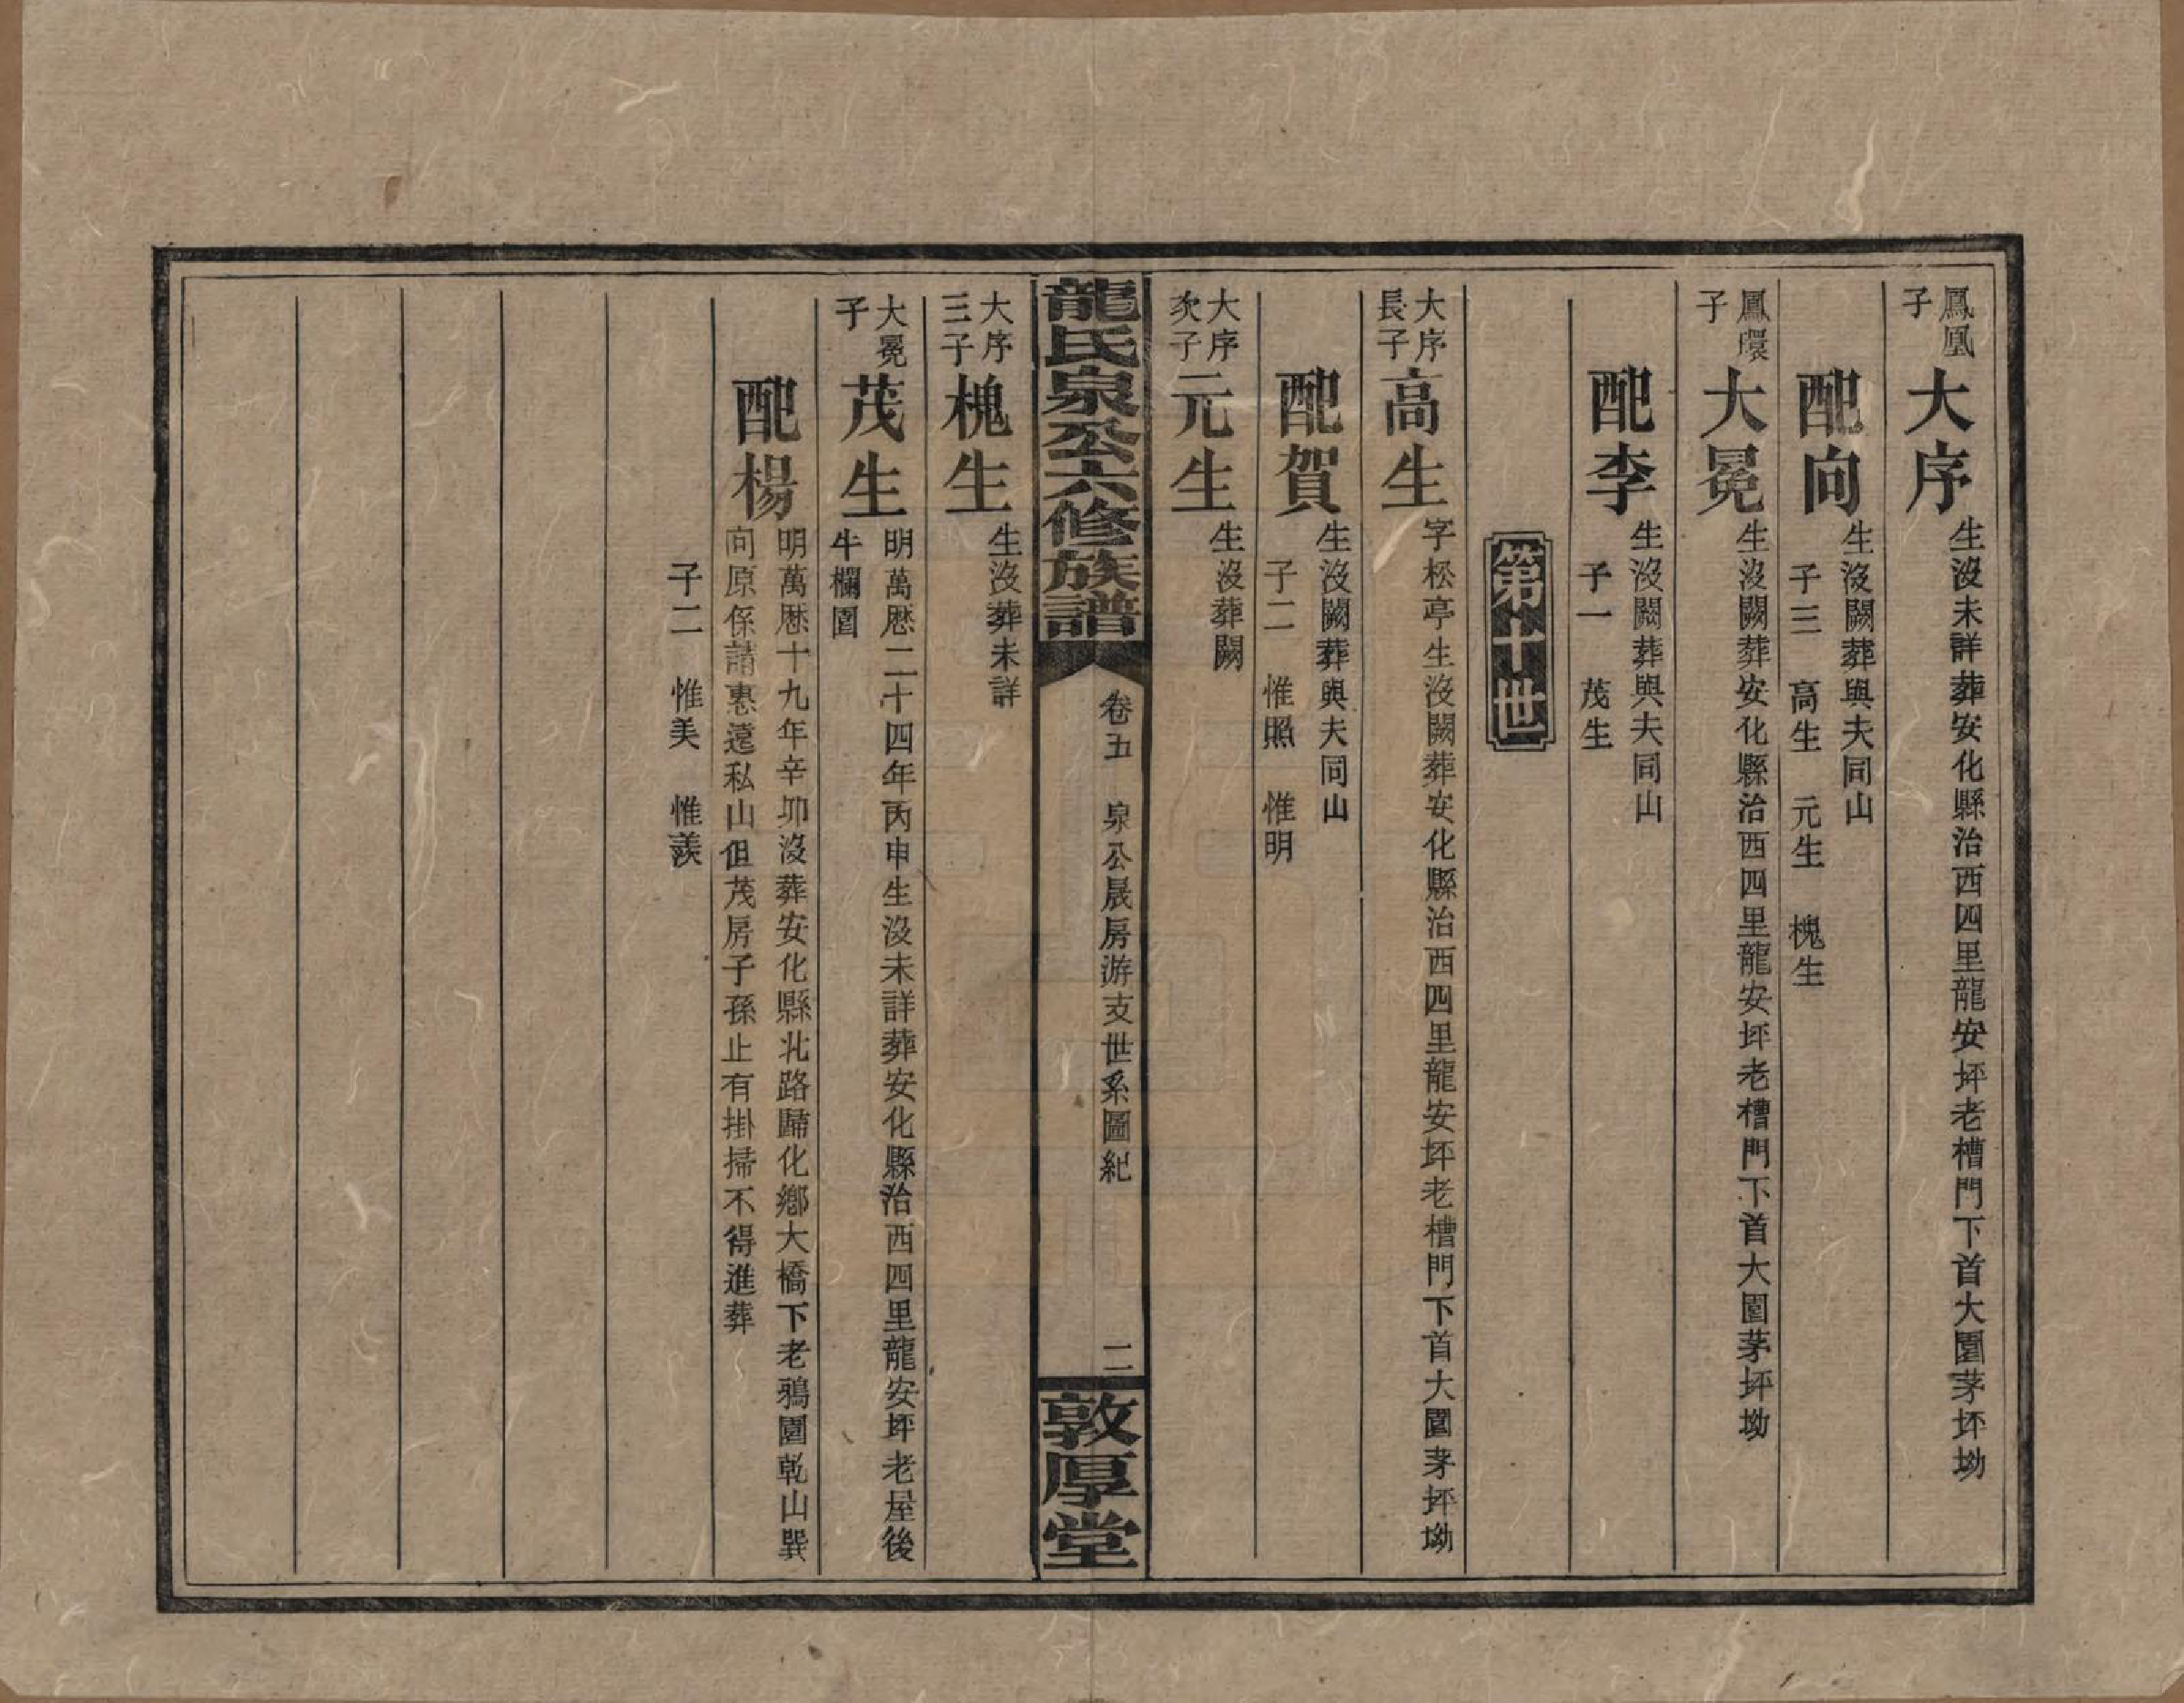 鳳凰子
大序
生沒未詳葬安化縣治西四里龍安坪老槽門下首大園茅坪坳
配向
生沒闕葬與夫同山
子三　高生　元生　槐生
鳳環子
大冕
生沒闕葬安化縣治西四里龍安坪老槽門下首大園茅坪坳
配李
生沒闕葬與夫同山
子一　茂生
第十世
大序長子
高生
字松亭生沒闕葬安化縣治西四里龍安坪老槽門下首大園茅坪坳
配賀
生沒闕葬與夫同山
子二　惟照　惟明
大序次子
元生
生沒葬闕
龍氏泉公六修族譜
卷五　泉公晟房游支世系圖紀
二
敦厚堂
大序三子
槐生
生沒葬未詳
大冕子
茂生
明萬歷二十四年丙申生沒未詳葬安化縣治西四里龍安坪老屋後
牛欄園
配楊
明萬歷十九年辛卯沒葬安化縣北路歸化鄉大橋下老鴉園乾山巽
向原係請惠遠私山但茂房子孫止有掛掃不得進葬
子二　惟美　惟羨